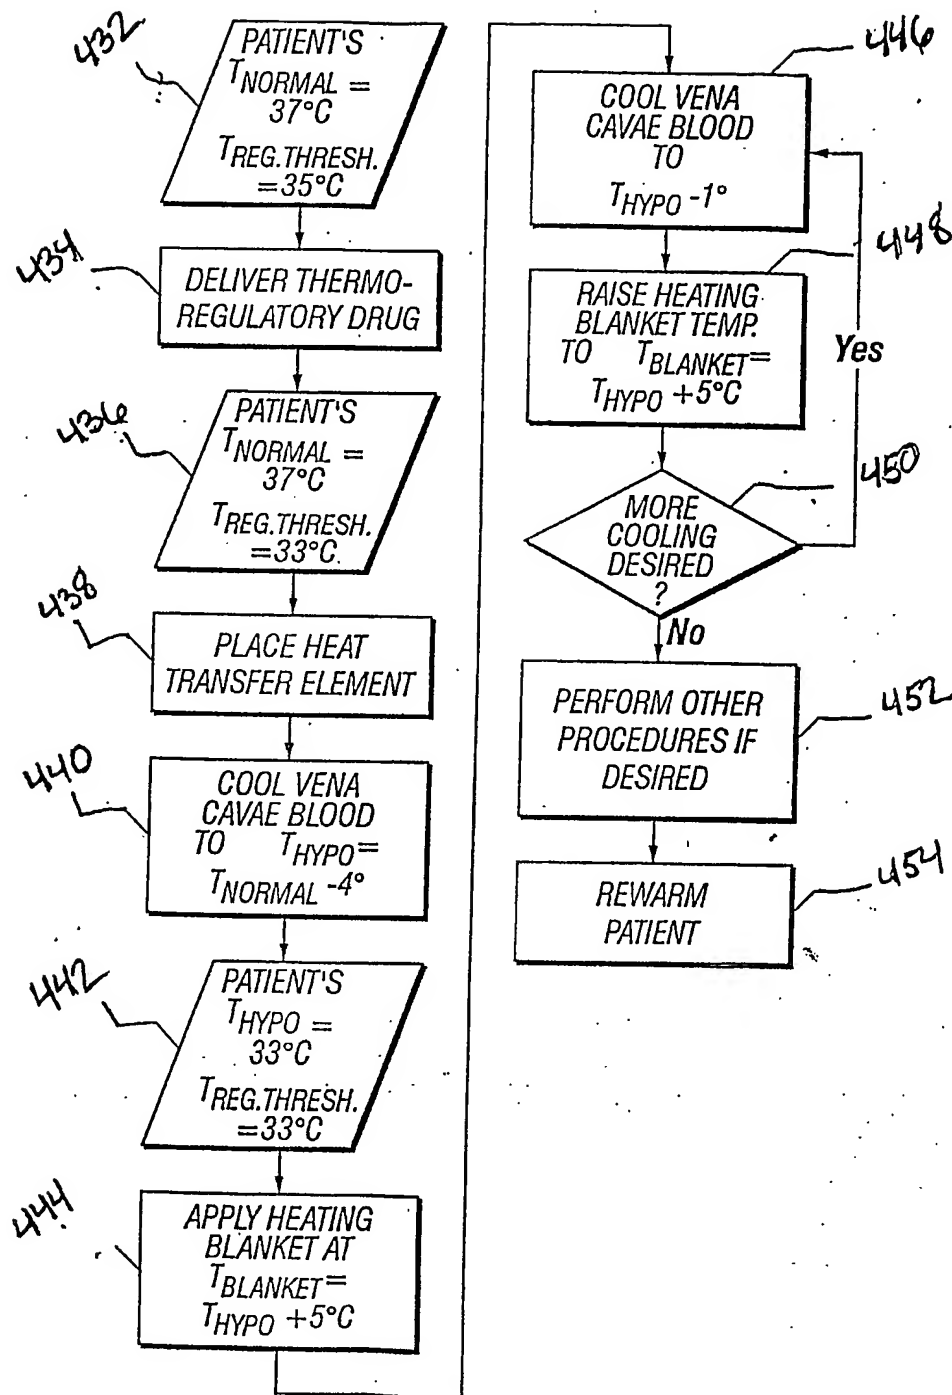 432
PATIENT'S
TNORMAL =
37°C
TREG.THRESH.
=35°C
434
DELIVER THERMO-
REGULATORY DRUG
436
PATIENT'S
TNORMAL =
37°C
TREG.THRESH.
=33°C.
438
PLACE HEAT
TRANSFER ELEMENT
440
COOL VENA
CAVAE BLOOD
TO THYPO=
TNORMAL -4°
442
PATIENT'S
THYPO =
33°C
TREG.THRESH.
=33°C
444
APPLY HEATING
BLANKET AT
TBLANKET=
THYPO +5°C
446
COOL VENA
CAVAE BLOOD
TO
THYPO -1°
448
RAISE HEATING
BLANKET TEMP.
TO TBLANKET=
THYPO +5°C
Yes
450
MORE
COOLING
DESIRED
?
No
452
PERFORM OTHER
PROCEDURES IF
DESIRED
454
REWARM
PATIENT